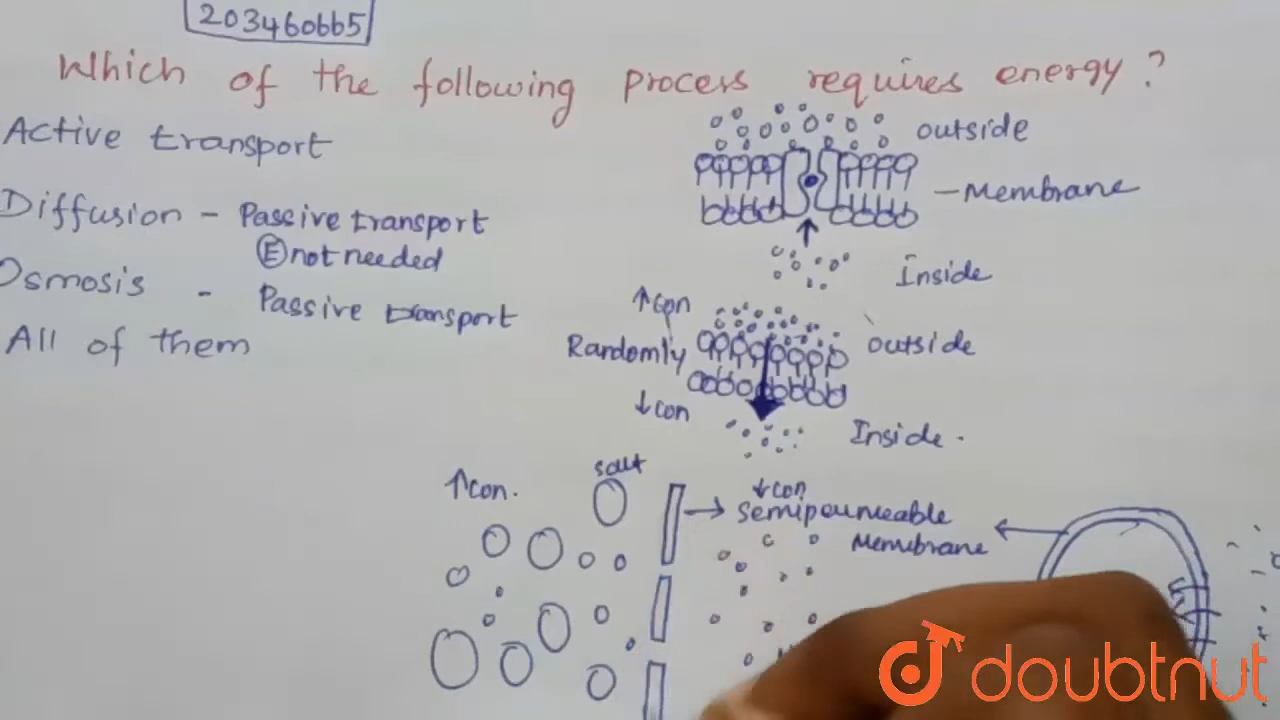 203460665
Which of the following process requires energy?
Active transport
outside
Membrane
Diffusion - Passive transport
Ⓔ not needed
Inside
Osmosis - Passive transport
↑con
All of them
Randomly
outside
↓con
Inside.
↑con.
salt
↓con
semipermeable
Membrane
doubtnut